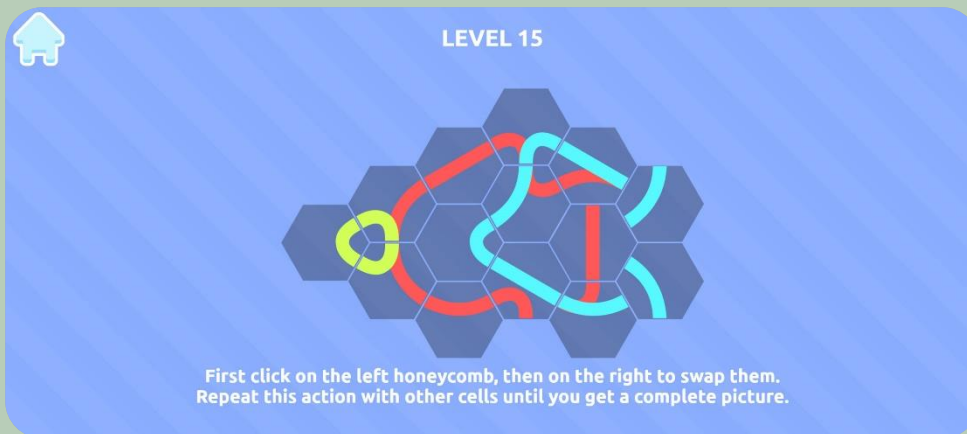 LEVEL 15
First click on the left honeycomb, then on the right to swap them.
Repeat this action with other cells until you get a complete picture.